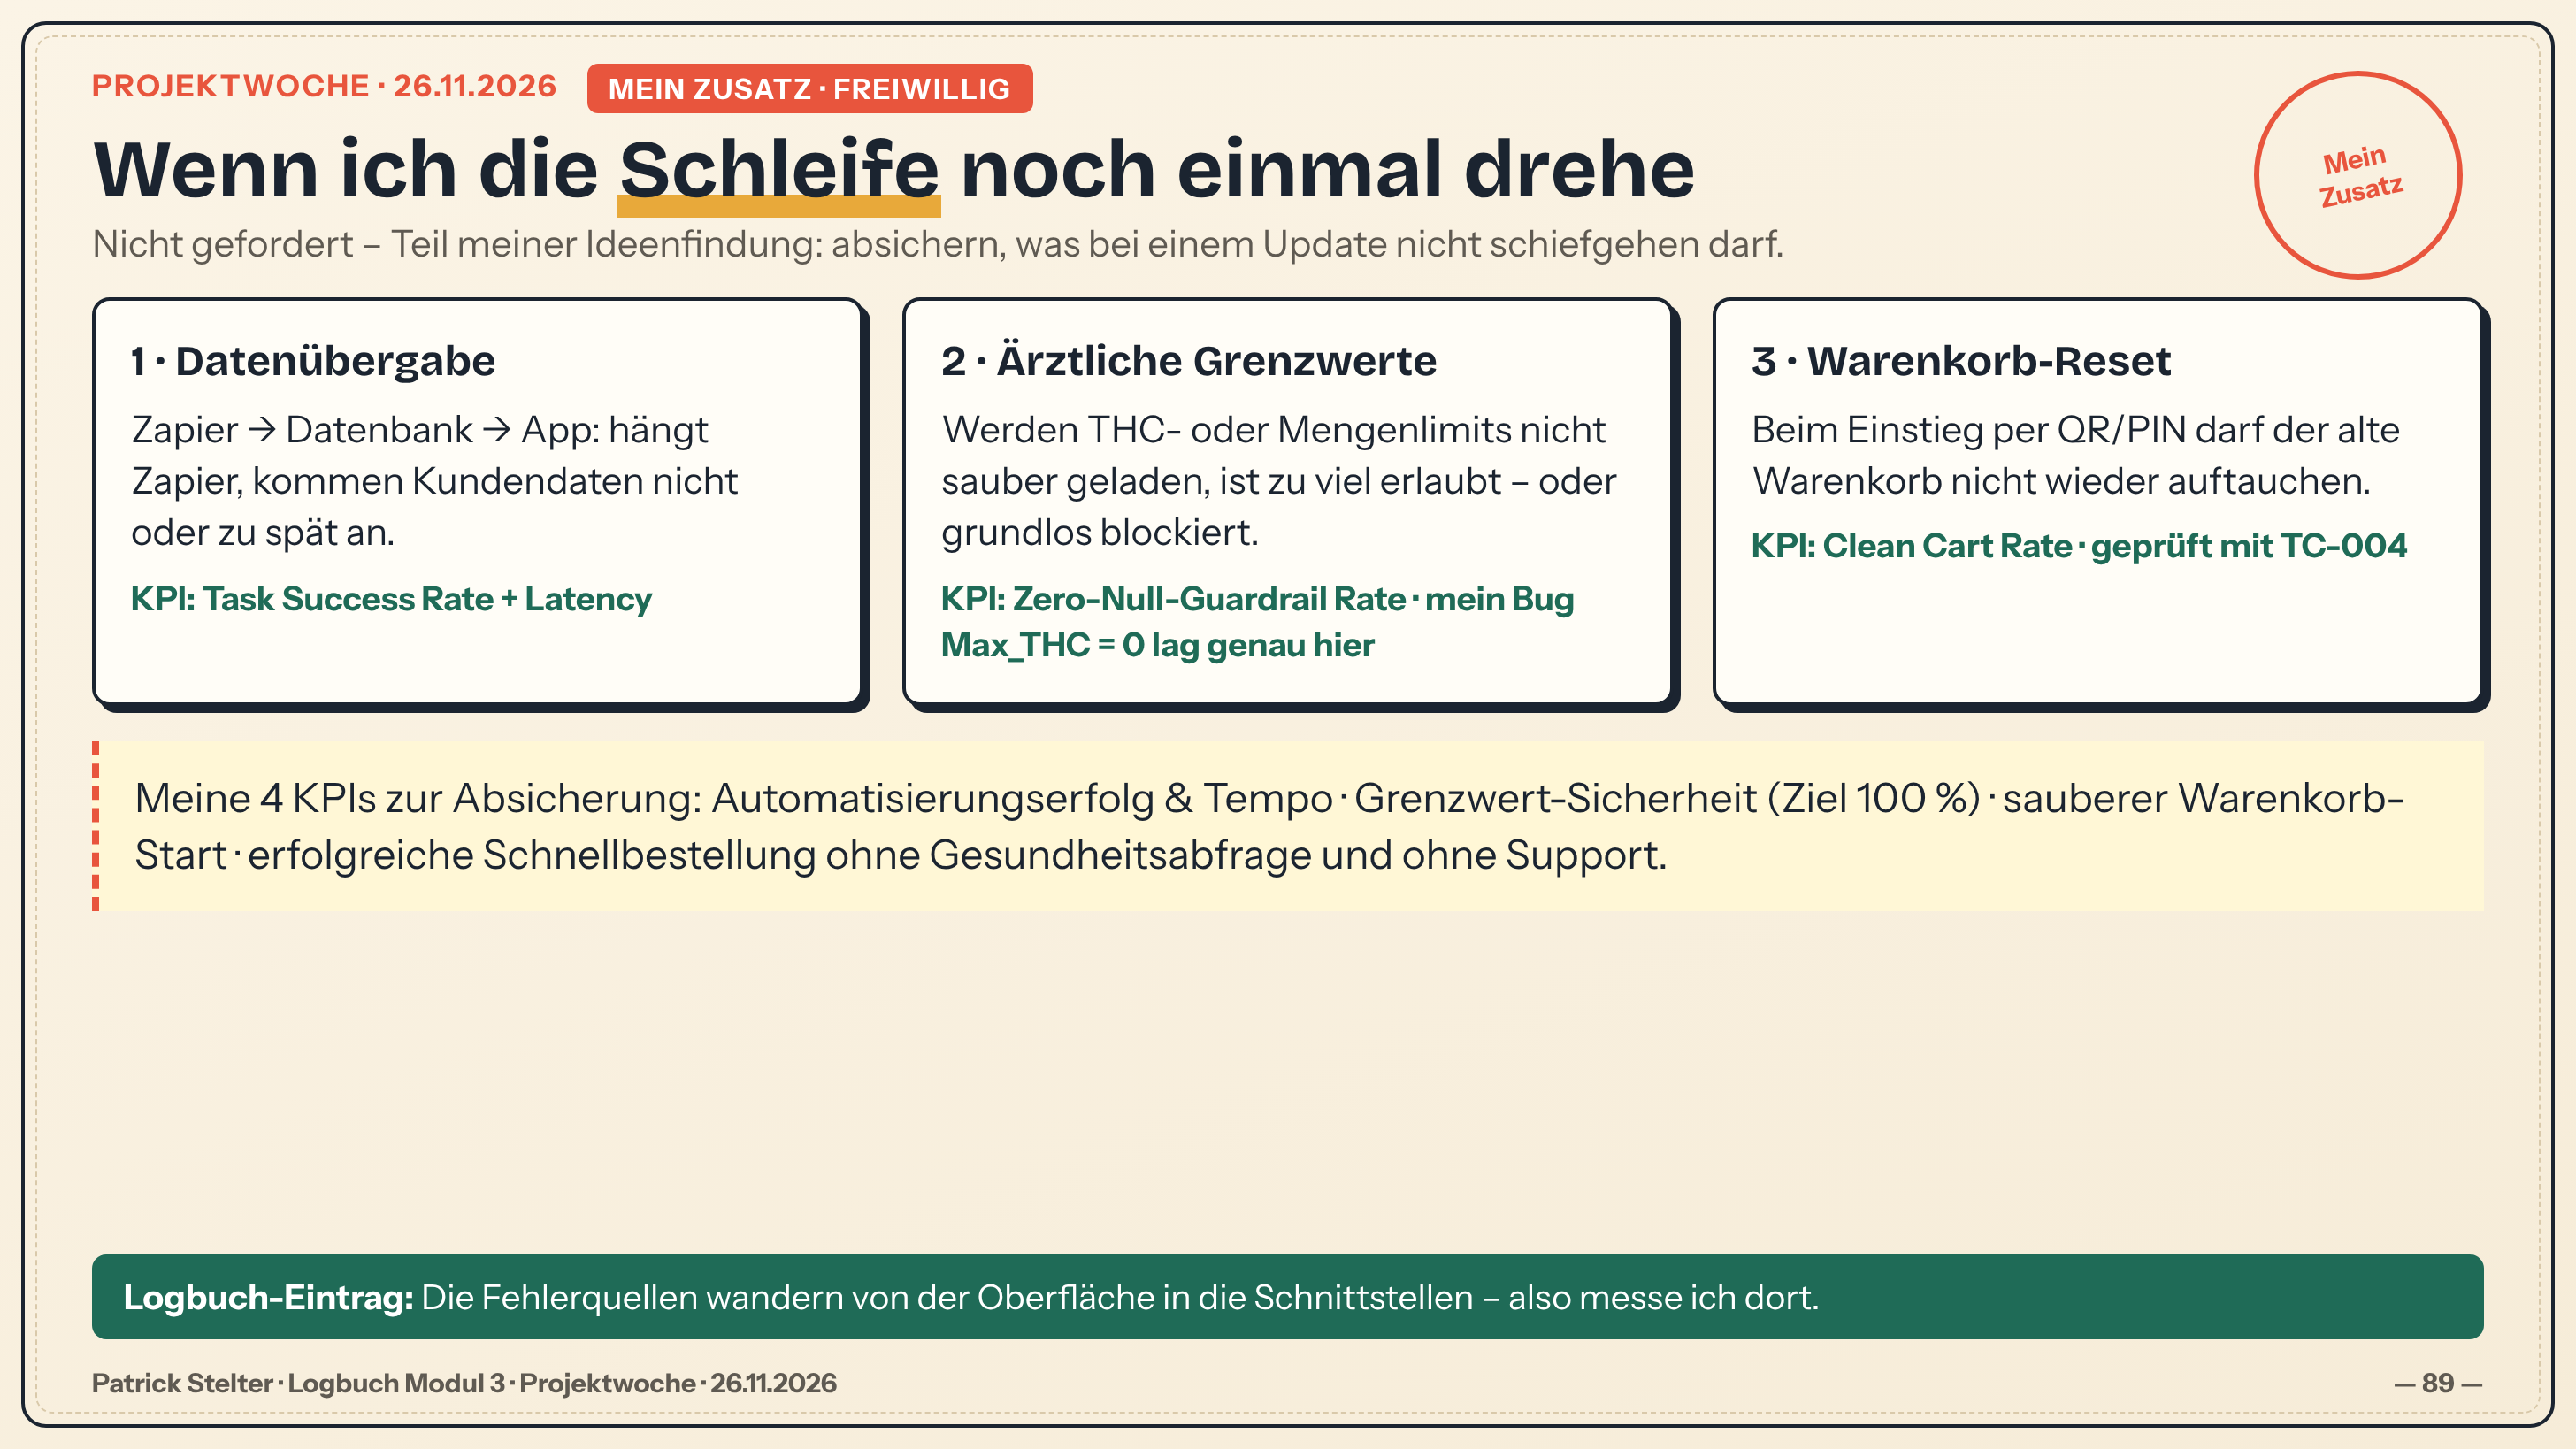 PROJEKTWOCHE · 26.11.2026
MEIN ZUSATZ · FREIWILLIG
Wenn ich die Schleife noch einmal drehe
Nicht gefordert – Teil meiner Ideenfindung: absichern, was bei einem Update nicht schiefgehen darf.
Mein
Zusatz
1 · Datenübergabe
Zapier → Datenbank → App: hängt
Zapier, kommen Kundendaten nicht
oder zu spät an.
KPI: Task Success Rate + Latency
2 · Ärztliche Grenzwerte
Werden THC- oder Mengenlimits nicht
sauber geladen, ist zu viel erlaubt – oder
grundlos blockiert.
KPI: Zero-Null-Guardrail Rate · mein Bug
Max_THC = 0 lag genau hier
3 · Warenkorb-Reset
Beim Einstieg per QR/PIN darf der alte
Warenkorb nicht wieder auftauchen.
KPI: Clean Cart Rate · geprüft mit TC-004
Meine 4 KPIs zur Absicherung: Automatisierungserfolg & Tempo · Grenzwert-Sicherheit (Ziel 100 %) · sauberer Warenkorb-
Start · erfolgreiche Schnellbestellung ohne Gesundheitsabfrage und ohne Support.
Logbuch-Eintrag: Die Fehlerquellen wandern von der Oberfläche in die Schnittstellen – also messe ich dort.
Patrick Stelter · Logbuch Modul 3 · Projektwoche · 26.11.2026
— 89 —